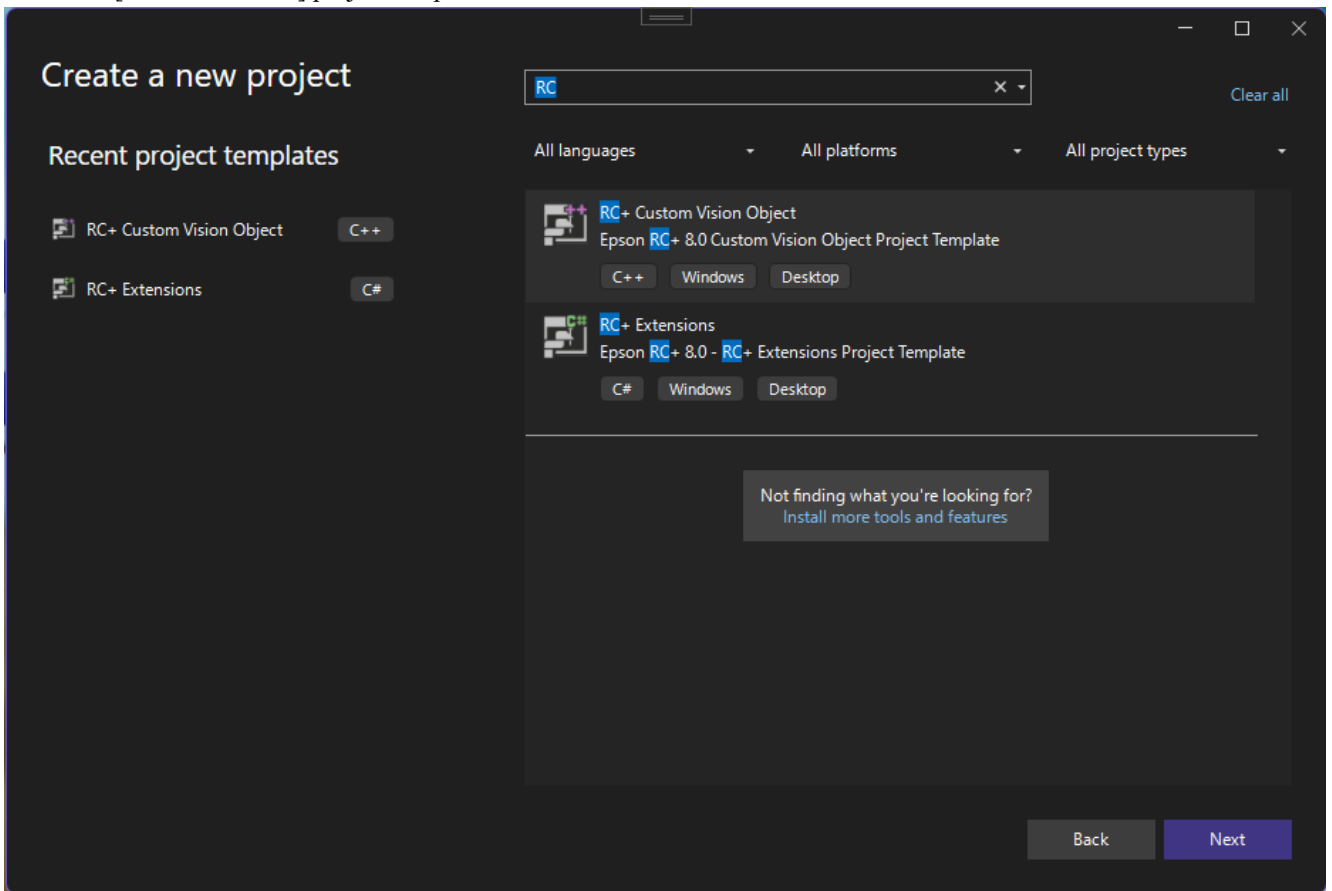 Create a new project
RC
Clear all
Recent project templates
All languages
All platforms
All project types
RC+ Custom Vision Object
C++
RC+ Extensions
C#
RC+ Custom Vision Object
Epson RC+ 8.0 Custom Vision Object Project Template
C++ Windows Desktop
RC+ Extensions
Epson RC+ 8.0 - RC+ Extensions Project Template
C# Windows Desktop
Not finding what you're looking for?
Install more tools and features
Back
Next